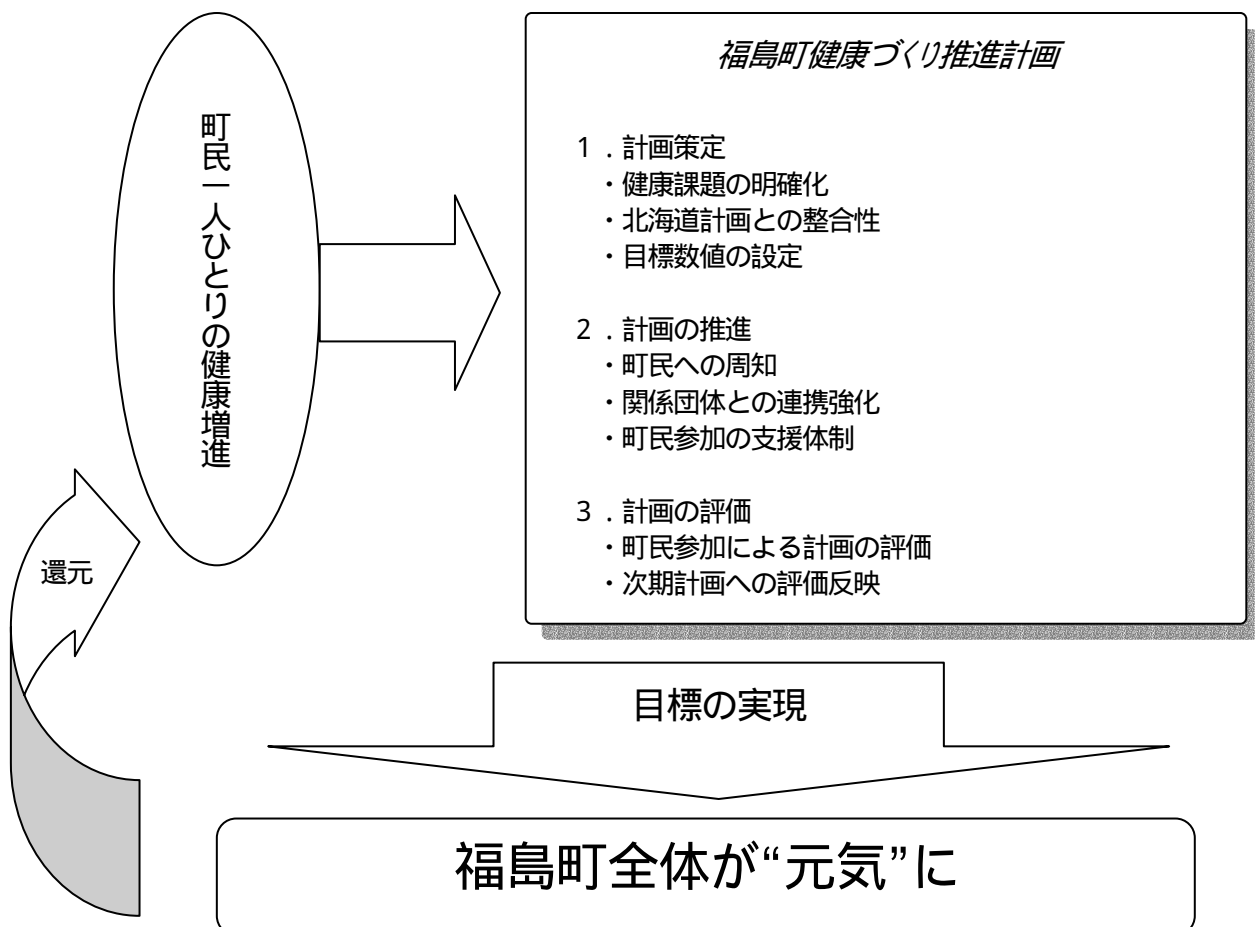 町民一人ひとりの健康増進
福島町健康づくり推進計画
1．計画策定
・健康課題の明確化
・北海道計画との整合性
・目標数値の設定
2．計画の推進
・町民への周知
・関係団体との連携強化
・町民参加の支援体制
3．計画の評価
・町民参加による計画の評価
・次期計画への評価反映
還元
目標の実現
福島町全体が“元気”に